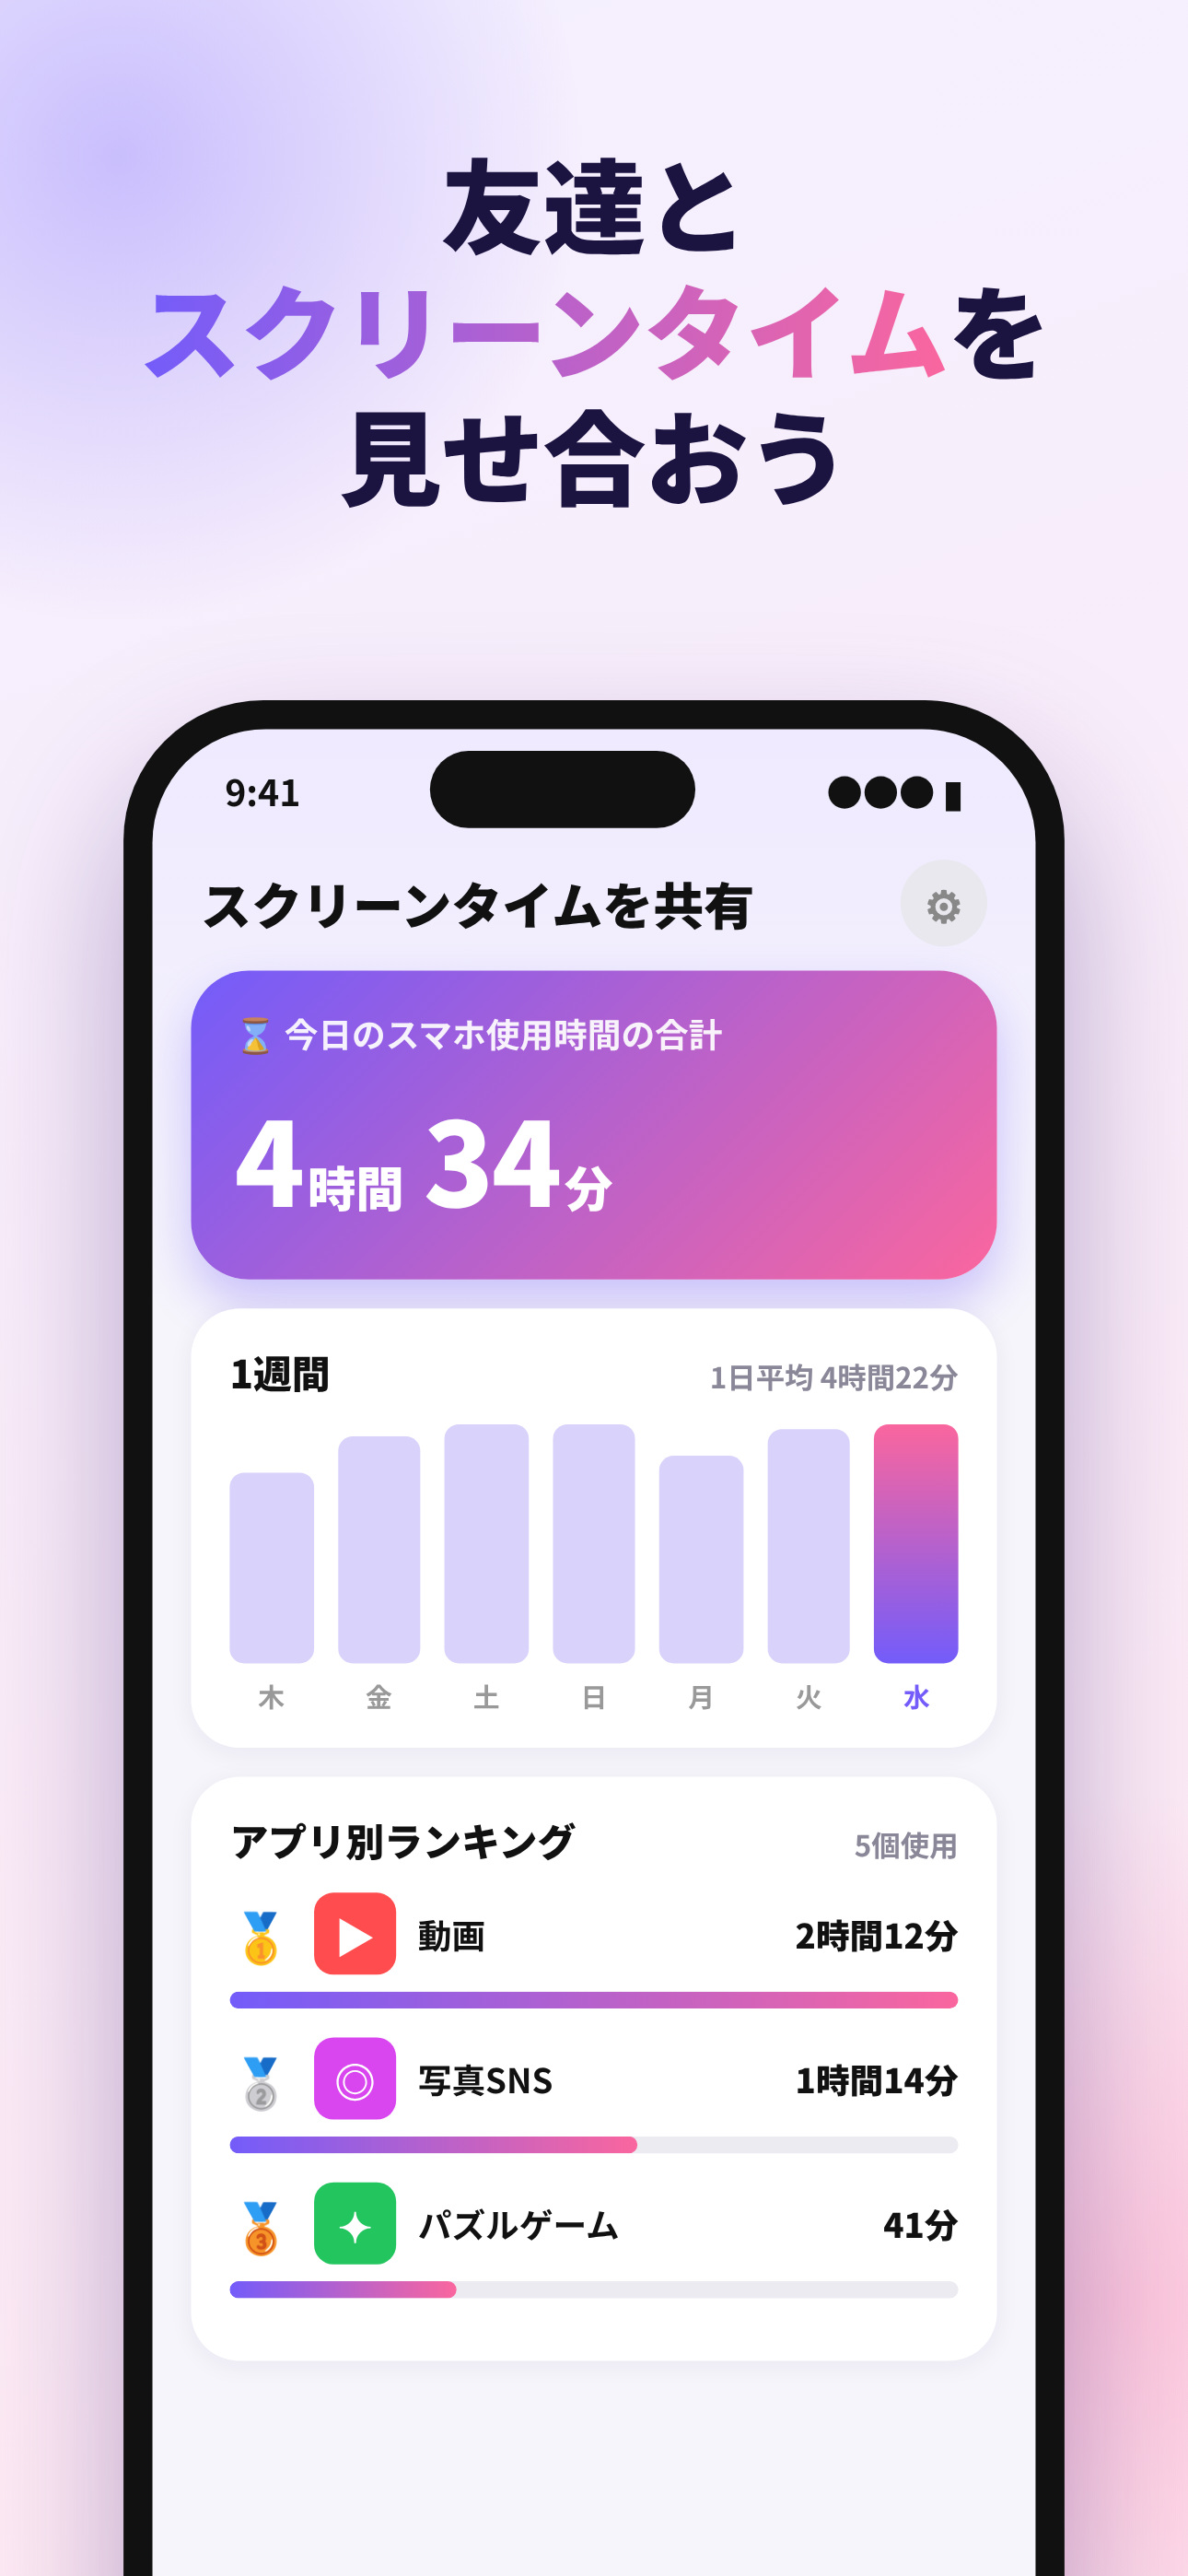 友達と
スクリーンタイムを
見せ合おう
9:41
スクリーンタイムを共有
今日のスマホ使用時間の合計
4時間 34分
1週間
1日平均 4時間22分
木 金 土 日 月 火 水
アプリ別ランキング
5個使用
1 動画 2時間12分
2 写真SNS 1時間14分
3 パズルゲーム 41分